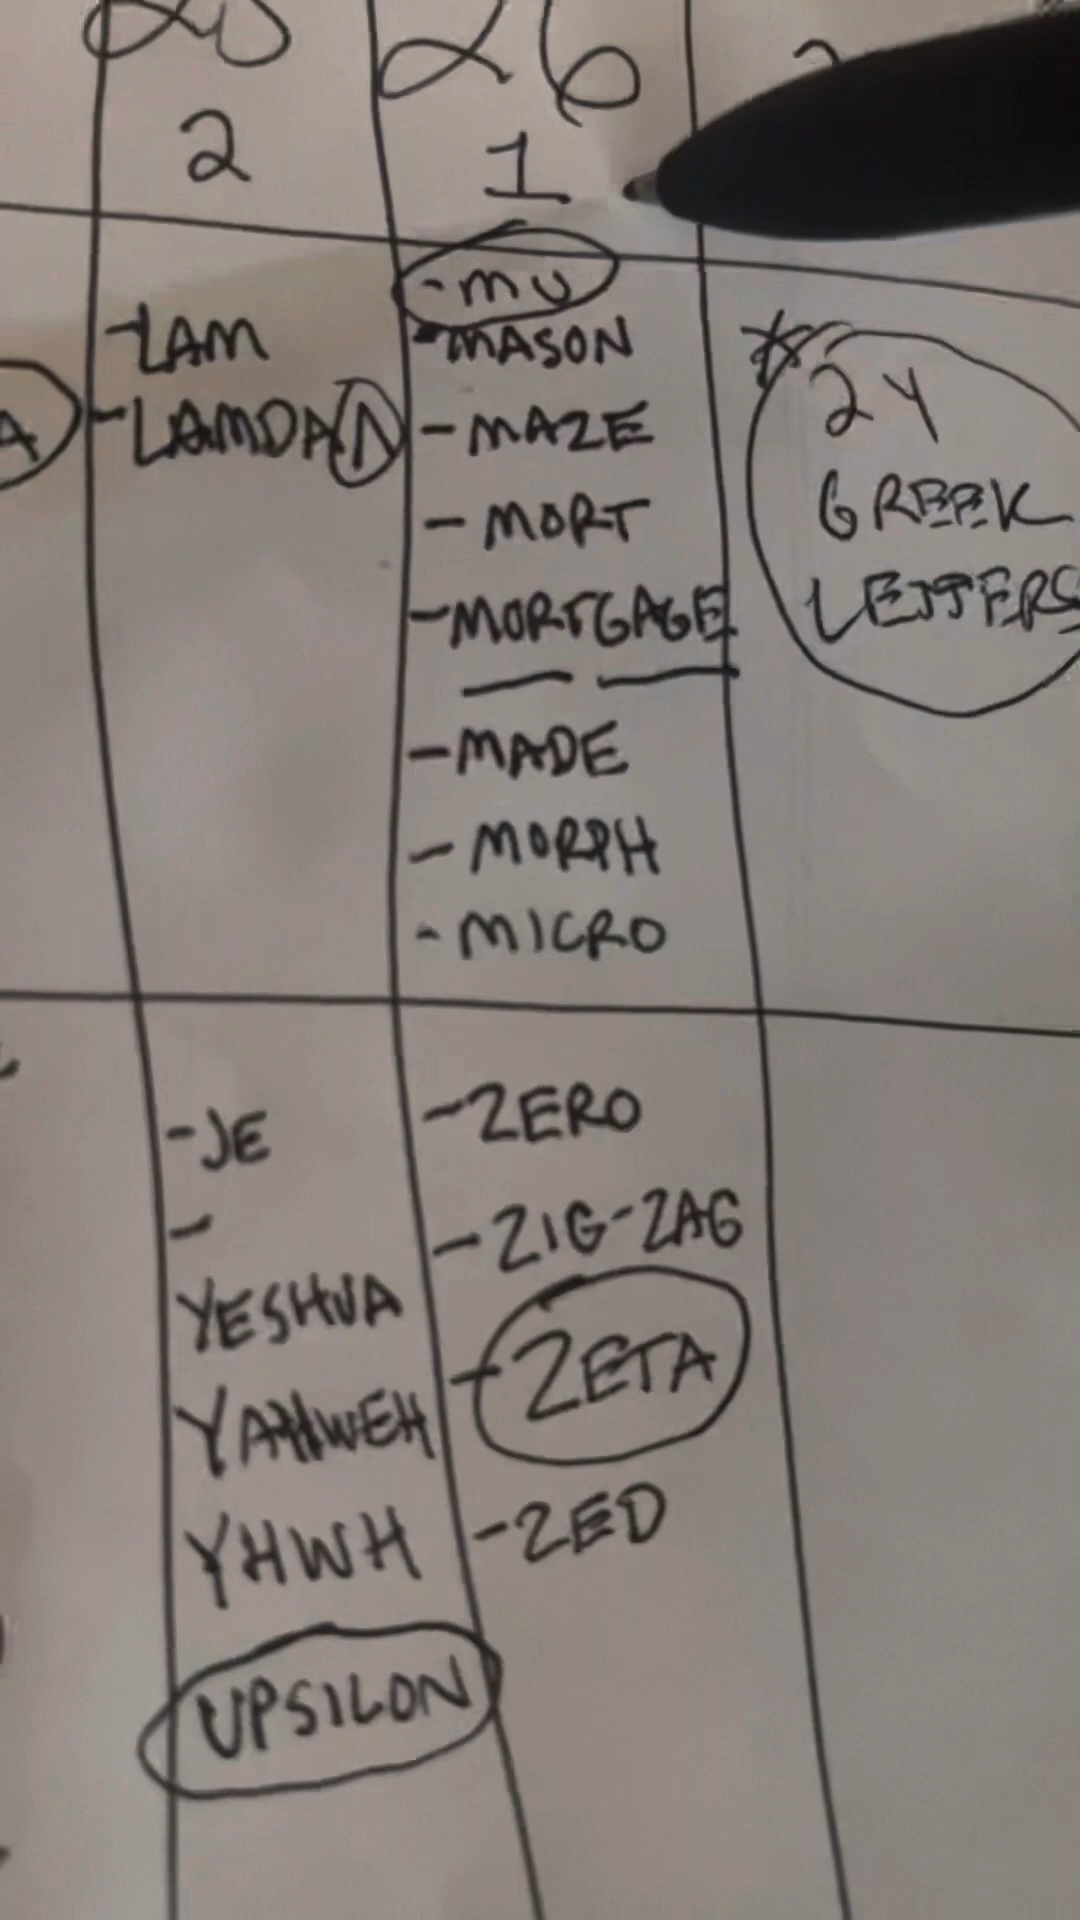 26
2
1
-LAM
-LAMDA(Λ)
A
-MU
-MASON
-MAZE
-MORT
-MORTGAGE
-MADE
-MORPH
-MICRO
*
24
GREEK
LETTERS
-JE
-
YESHUA
YAHWEH
YHWH
UPSILON
-ZERO
-ZIG-ZAG
-ZETA
-ZED